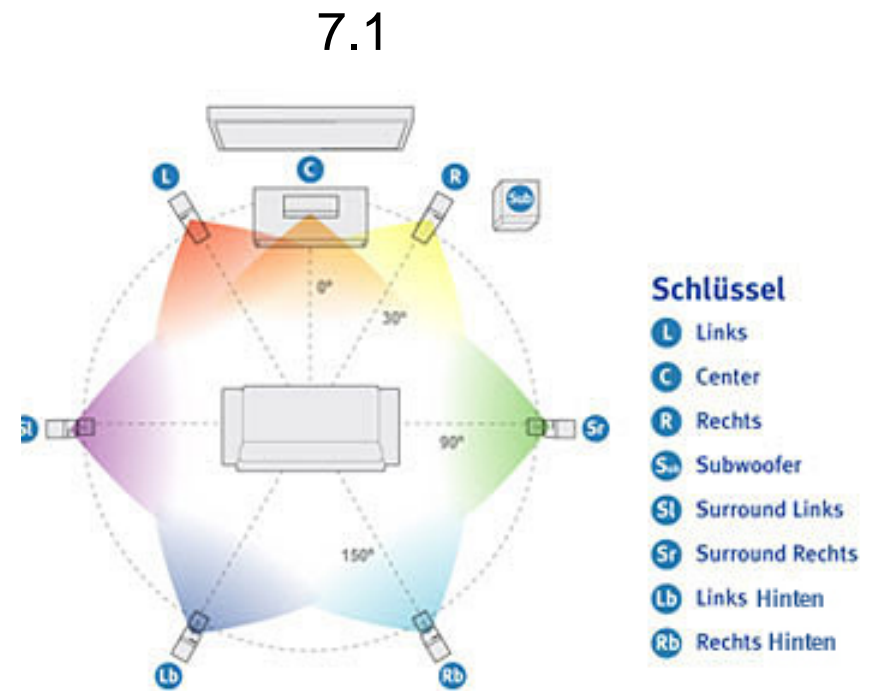 7.1
L
C
R
Sub
0°
30°
Sl
90°
Sr
150°
Lb
Rb
Schlüssel
L Links
C Center
R Rechts
Sub Subwoofer
Sl Surround Links
Sr Surround Rechts
Lb Links Hinten
Rb Rechts Hinten